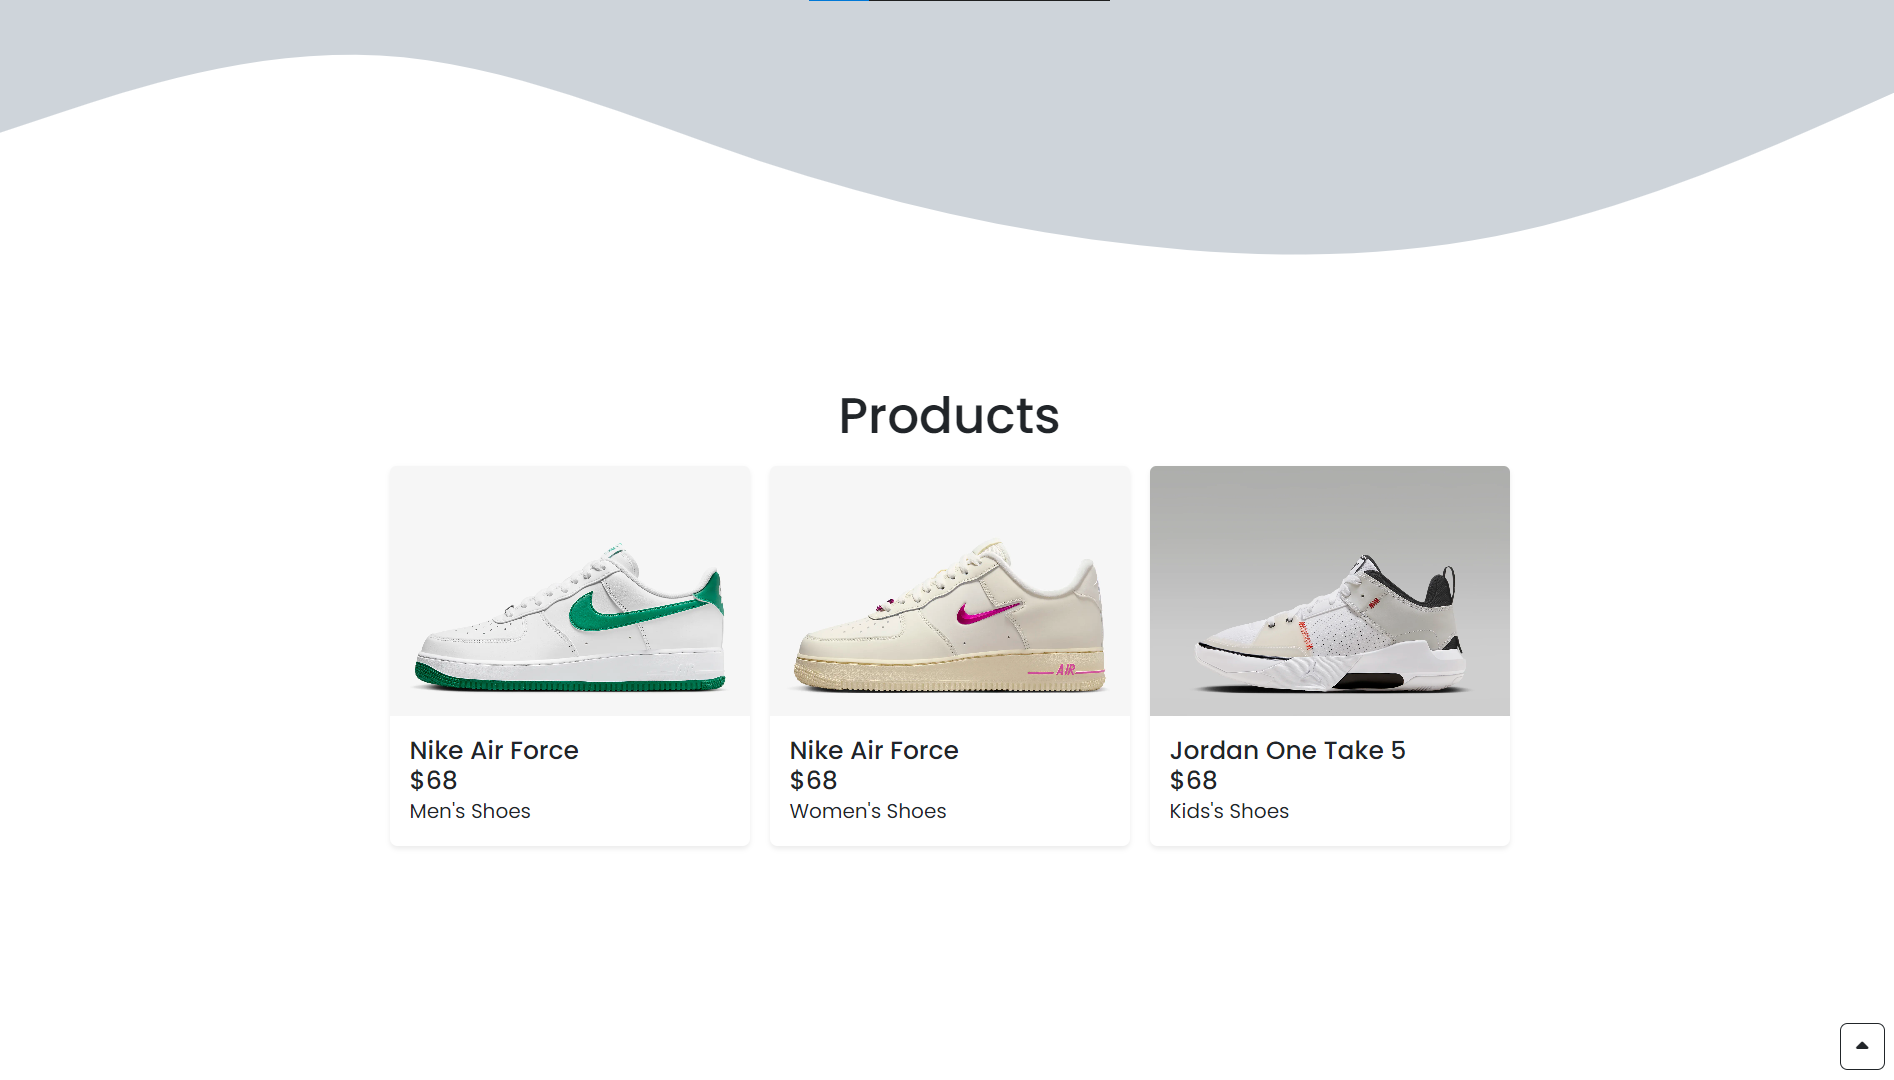 Products
AIR
Nike Air Force
$68
Men's Shoes
Nike Air Force
$68
Women's Shoes
Jordan One Take 5
$68
Kids's Shoes